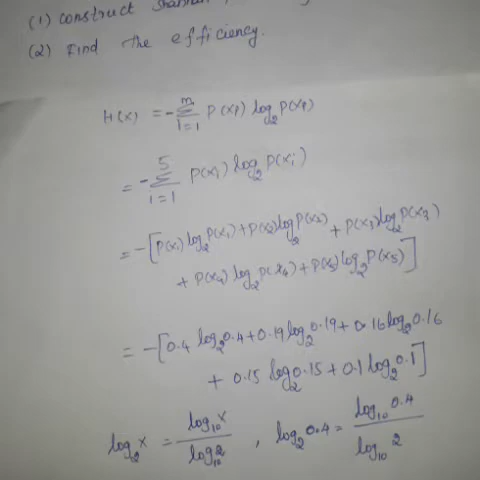 (1) construct Shannon
(2) Find the efficiency.
H(x) = -∑_{i=1}^{m} P(xi) log₂ P(xi)
= -∑_{i=1}^{5} P(xi) log₂ P(xi)
= -[P(x₁) log₂ P(x₁) + P(x₂) log₂ P(x₂) + P(x₃) log₂ P(x₃)
+ P(x₄) log₂ P(x₄) + P(x₅) log₂ P(x₅)]
= -[0.4 log₂ 0.4 + 0.19 log₂ 0.19 + 0.16 log₂ 0.16
+ 0.15 log₂ 0.15 + 0.1 log₂ 0.1]
log₂ x = log₁₀ x / log₁₀ 2 , log₂ 0.4 = log₁₀ 0.4 / log₁₀ 2